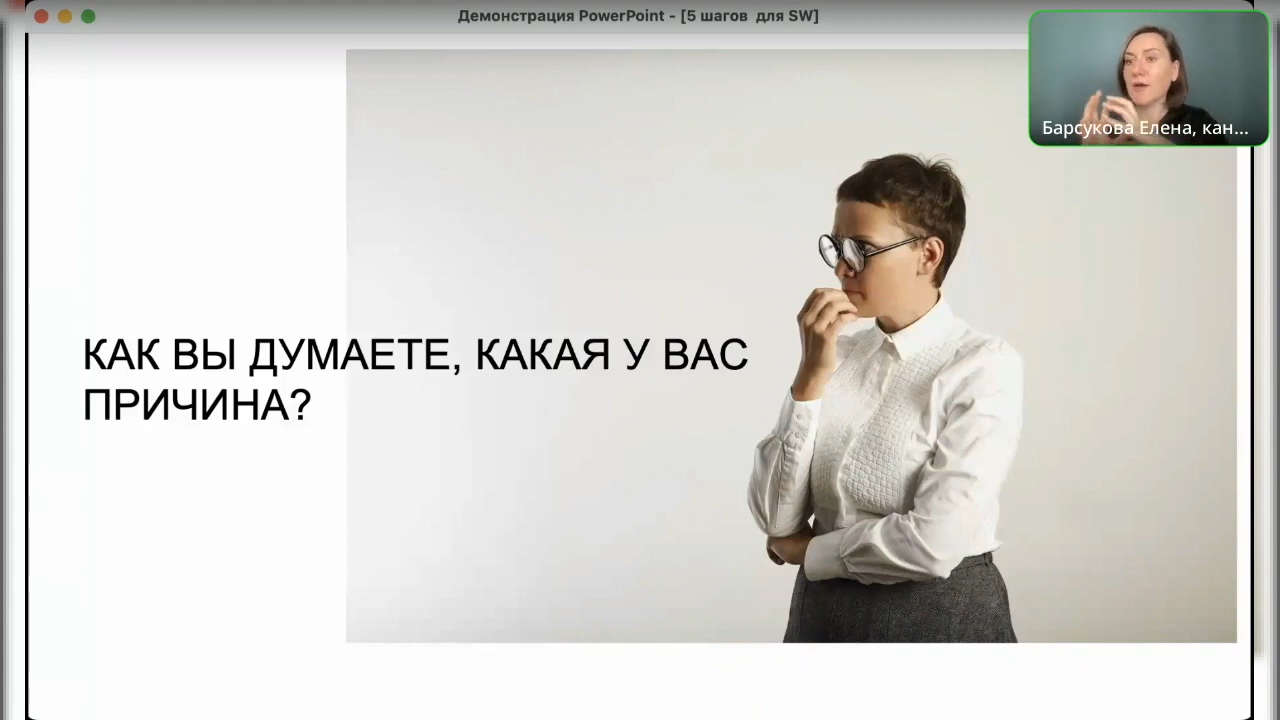 Демонстрация PowerPoint - [5 шагов для SW]
Барсукова Елена, кан...
КАК ВЫ ДУМАЕТЕ, КАКАЯ У ВАС
ПРИЧИНА?